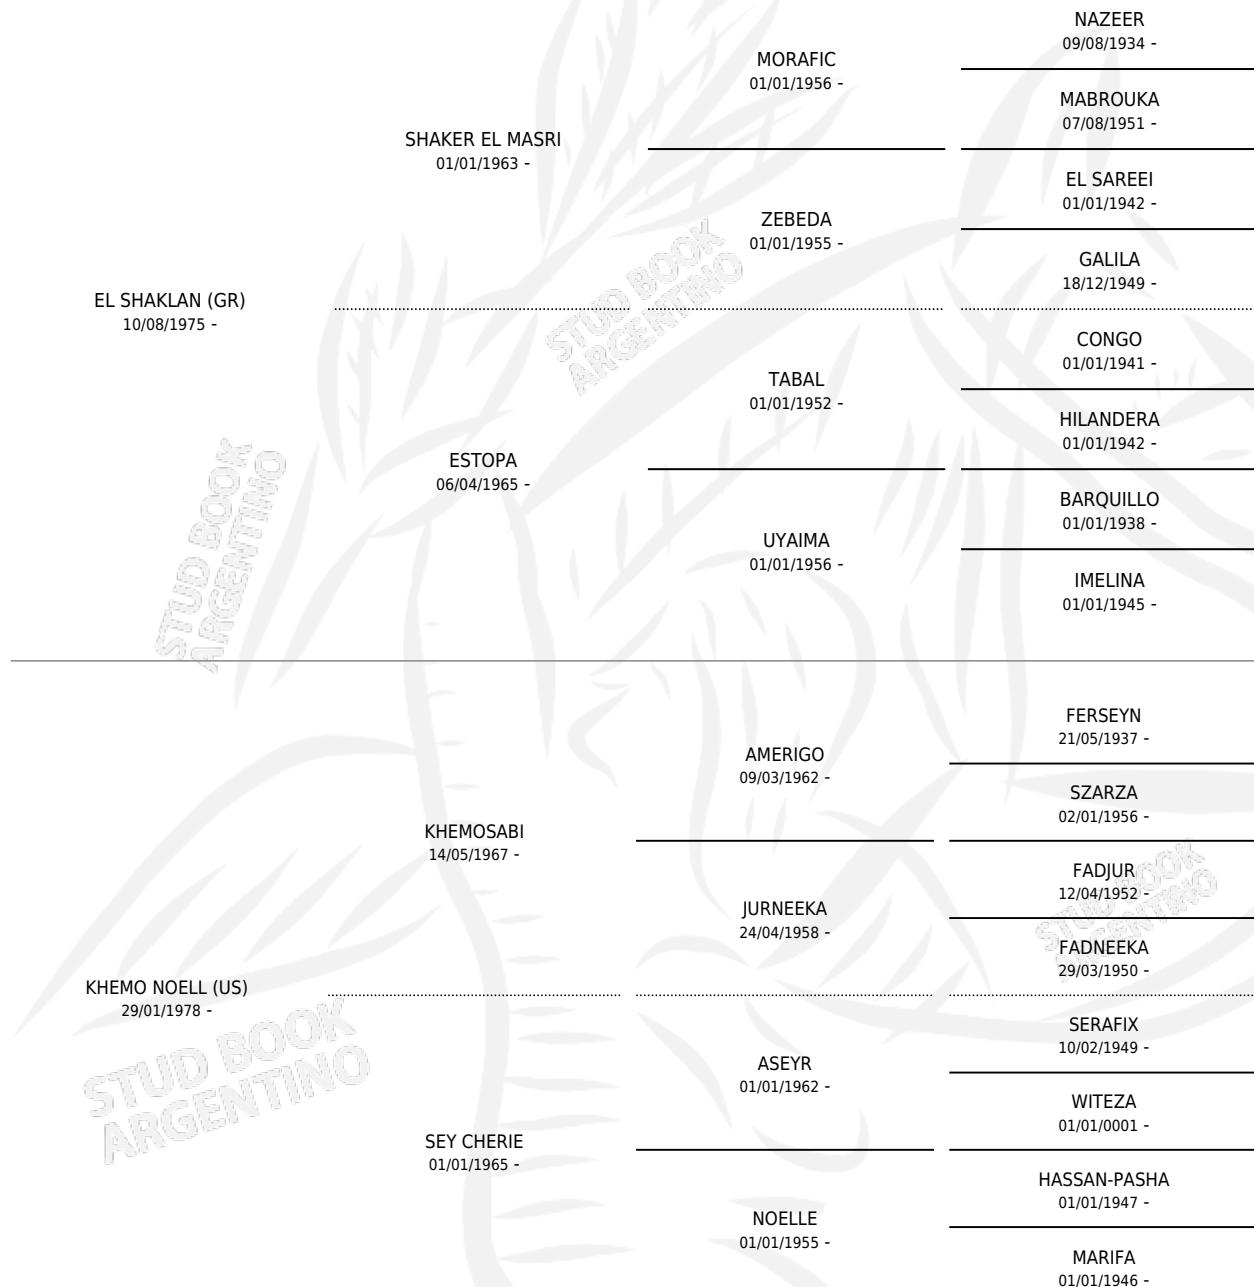 NAZEER
09/08/1934 -
MORAFIC
01/01/1956 -
MABROUKA
07/08/1951 -
SHAKER EL MASRI
01/01/1963 -
EL SAREEI
01/01/1942 -
ZEBEDA
01/01/1955 -
GALILA
18/12/1949 -
EL SHAKLAN (GR)
10/08/1975 -
CONGO
01/01/1941 -
TABAL
01/01/1952 -
HILANDERA
01/01/1942 -
ESTOPA
06/04/1965 -
BARQUILLO
01/01/1938 -
UYAIMA
01/01/1956 -
IMELINA
01/01/1945 -
FERSEYN
21/05/1937 -
AMERIGO
09/03/1962 -
SZARZA
02/01/1956 -
KHEMOSABI
14/05/1967 -
FADJUR
12/04/1952 -
JURNEEKA
24/04/1958 -
FADNEEKA
29/03/1950 -
KHEMO NOELL (US)
29/01/1978 -
SERAFIX
10/02/1949 -
ASEYR
01/01/1962 -
WITEZA
01/01/0001 -
SEY CHERIE
01/01/1965 -
HASSAN-PASHA
01/01/1947 -
NOELLE
01/01/1955 -
MARIFA
01/01/1946 -
STUD BOOK
ARGENTINO
STUD BOOK
ARGENTINO
STUD BOOK
ARGENTINO
STUD BOOK
ARGENTINO